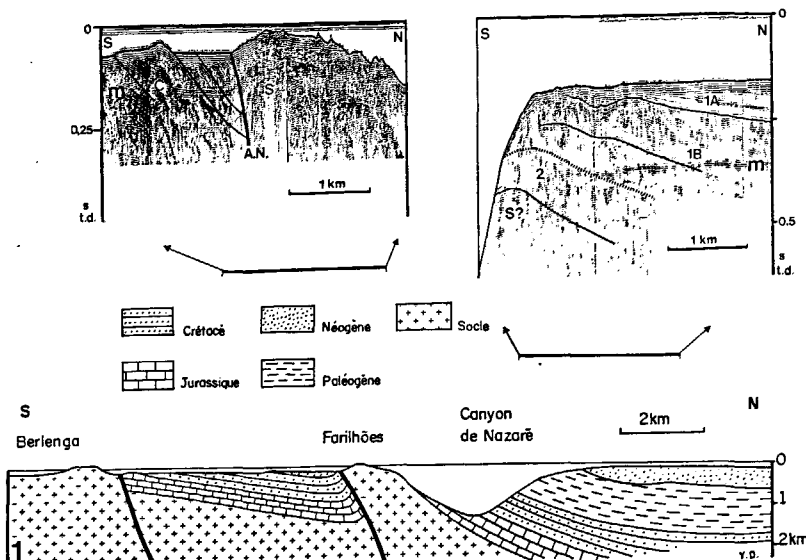 0
S
N
m
S
0,25
A.N.
s
t.d.
1 km
S
N
0
1A
1B
m
2
S?
0.5
1 km
s
t.d.
Crétocé
Néogène
Socle
Jurassique
Paléogène
S
N
Berlenga
Farilhões
Canyon
de Nazaré
2km
0
1
2km
v.p.
1